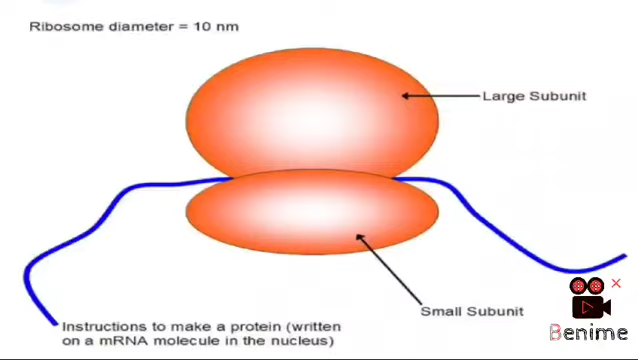 Ribosome diameter = 10 nm
Large Subunit
Small Subunit
Instructions to make a protein (written
on a mRNA molecule in the nucleus)
Benime